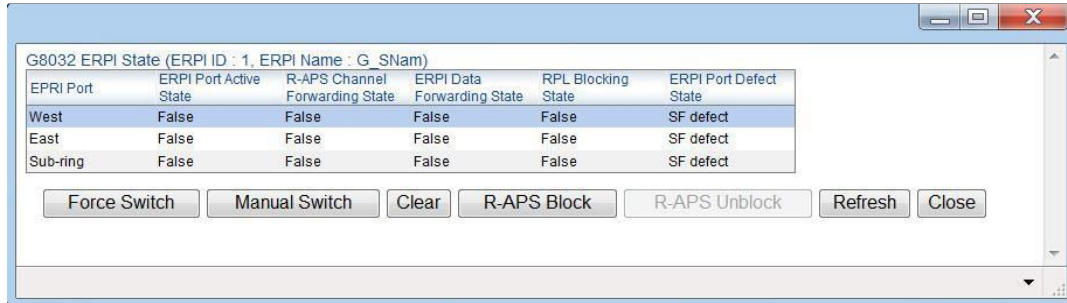 G8032 ERPI State (ERPI ID : 1, ERPI Name : G_SNam)
EPRI Port ERPI Port Active State R-APS Channel Forwarding State ERPI Data Forwarding State RPL Blocking State ERPI Port Defect State
West False False False False SF defect
East False False False False SF defect
Sub-ring False False False False SF defect
Force Switch Manual Switch Clear R-APS Block R-APS Unblock Refresh Close